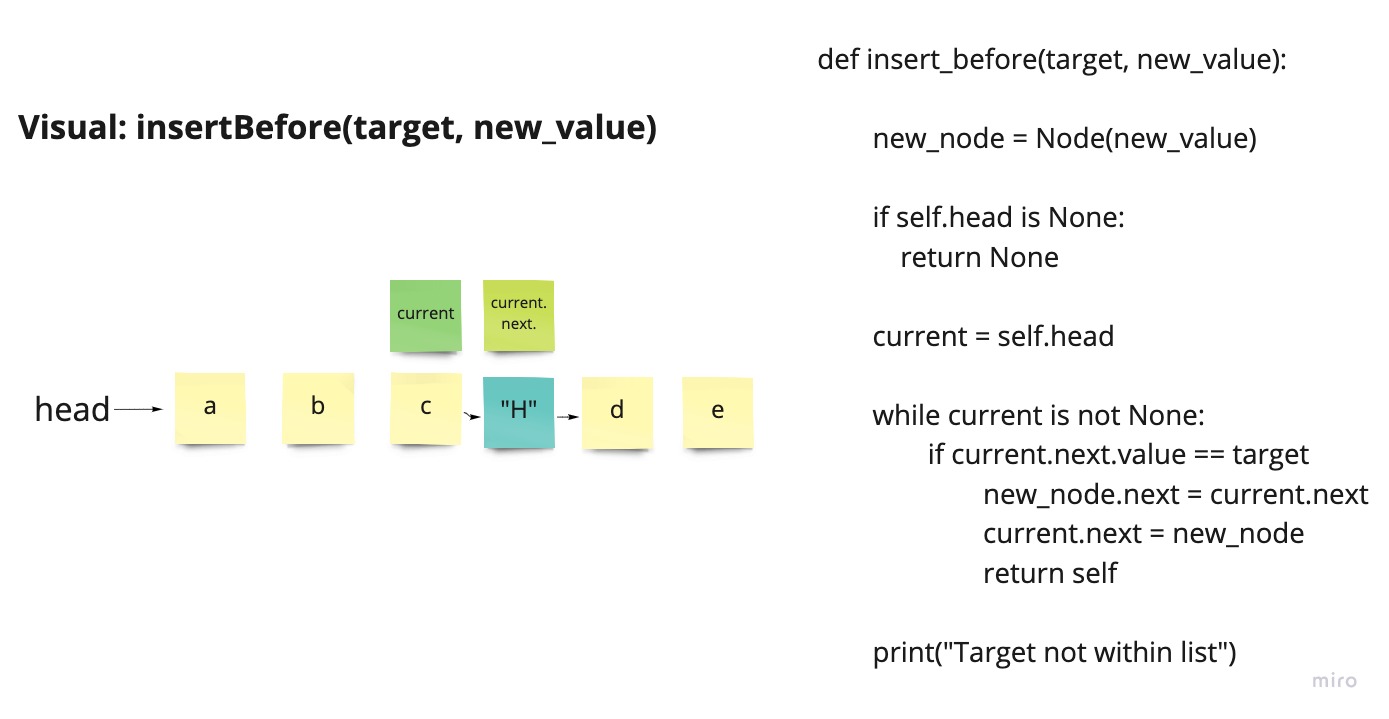 Visual: insertBefore(target, new_value)
current
current.
next.
head
a
b
c
"H"
d
e
def insert_before(target, new_value):
new_node = Node(new_value)
if self.head is None:
return None
current = self.head
while current is not None:
if current.next.value == target
new_node.next = current.next
current.next = new_node
return self
print("Target not within list")
miro